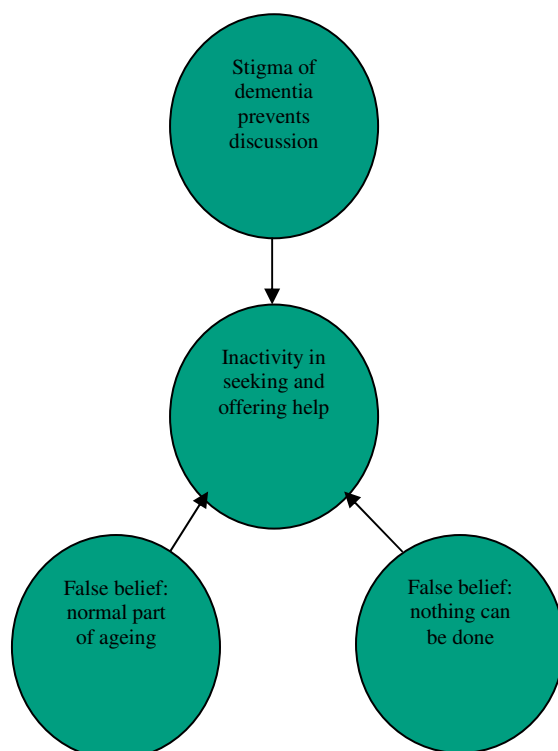 Stigma of
dementia
prevents
discussion
Inactivity in
seeking and
offering help
False belief:
normal part
of ageing
False belief:
nothing can
be done